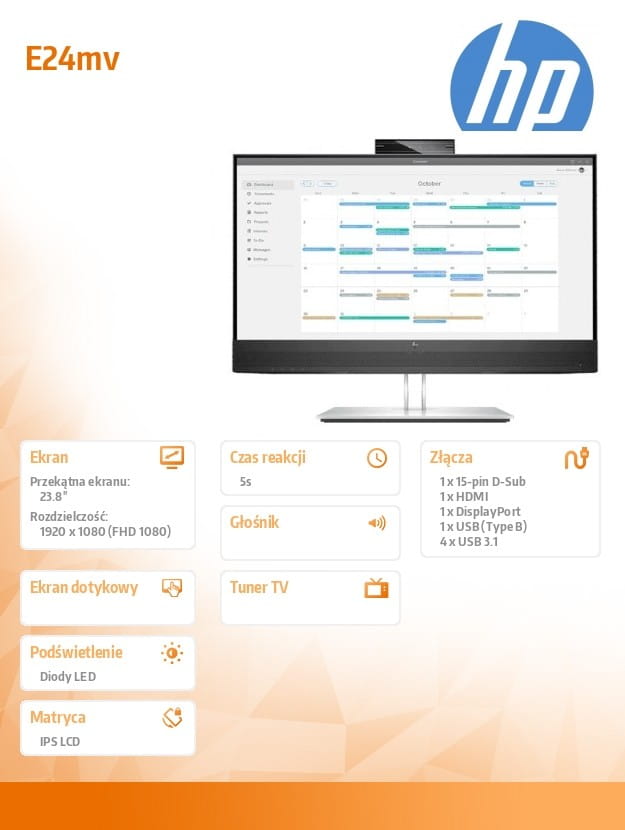 E24mv
hp
October
Ekran
Przekątna ekranu:
23.8"
Rozdzielczość:
1920 x 1080 (FHD 1080)
Ekran dotykowy
Podświetlenie
Diody LED
Matryca
IPS LCD
Czas reakcji
5s
Głośnik
Tuner TV
Złącza
1 x 15-pin D-Sub
1 x HDMI
1 x DisplayPort
1 x USB (Type B)
4 x USB 3.1